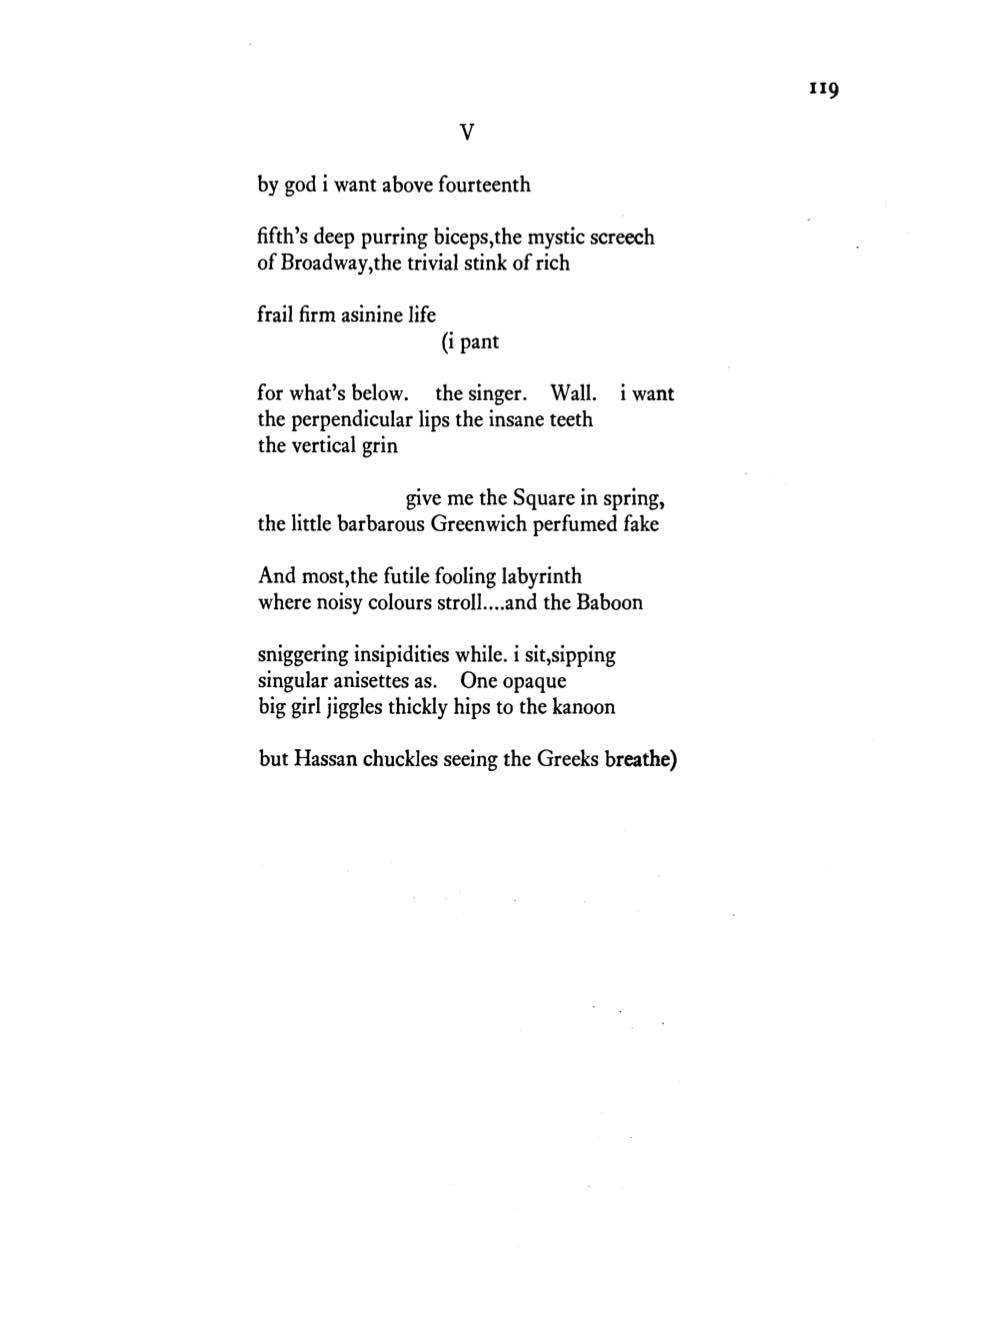 119
V
by god i want above fourteenth
fifth's deep purring biceps,the mystic screech
of Broadway,the trivial stink of rich
frail firm asinine life
(i pant
for what's below. the singer. Wall. i want
the perpendicular lips the insane teeth
the vertical grin
give me the Square in spring,
the little barbarous Greenwich perfumed fake
And most,the futile fooling labyrinth
where noisy colours stroll....and the Baboon
sniggering insipidities while. i sit,sipping
singular anisettes as. One opaque
big girl jiggles thickly hips to the kanoon
but Hassan chuckles seeing the Greeks breathe)